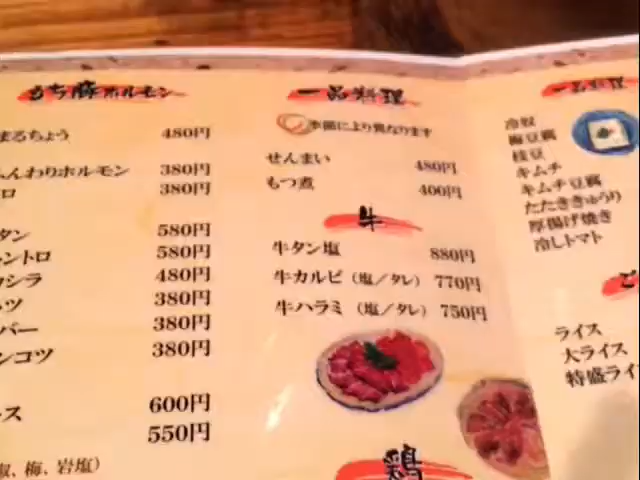 もち豚ホルモン
まるちょう 480円
んわりホルモン 380円
ロ 380円
タン 580円
ントロ 580円
シラ 480円
ツ 380円
バー 380円
ンコツ 380円
ース 600円
550円
椒、梅、岩塩)
一品料理
季節により異なります
せんまい 480円
もつ煮 400円
牛
牛タン塩 880円
牛カルビ (塩/タレ) 770円
牛ハラミ (塩/タレ) 750円
鶏
一品料理
冷奴
梅豆腐
枝豆
キムチ
キムチ豆腐
たたききゅうり
厚揚げ焼き
冷しトマト
ご
ライス
大ライス
特盛ライ